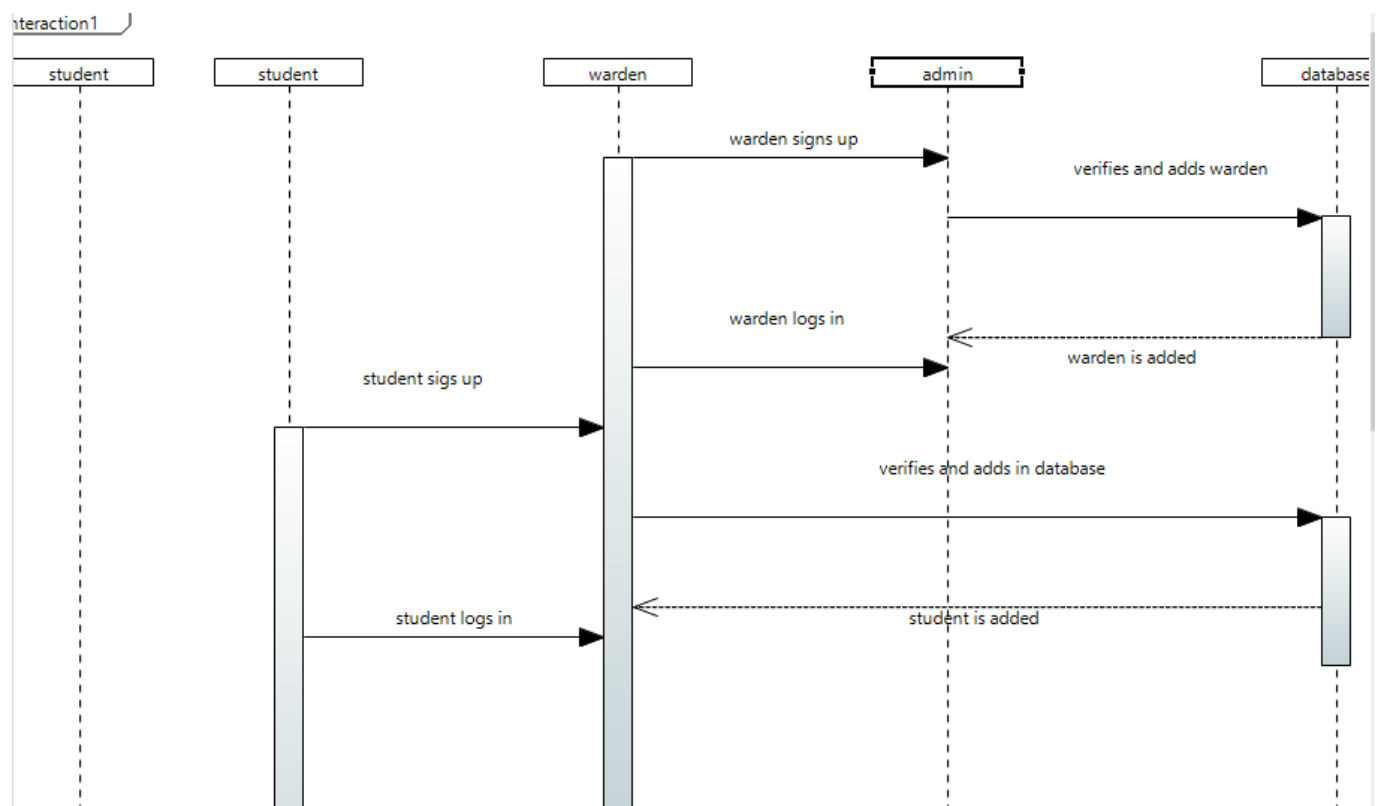 nteraction1
student
student
warden
admin
database
warden signs up
verifies and adds warden
warden logs in
warden is added
student sigs up
verifies and adds in database
student is added
student logs in